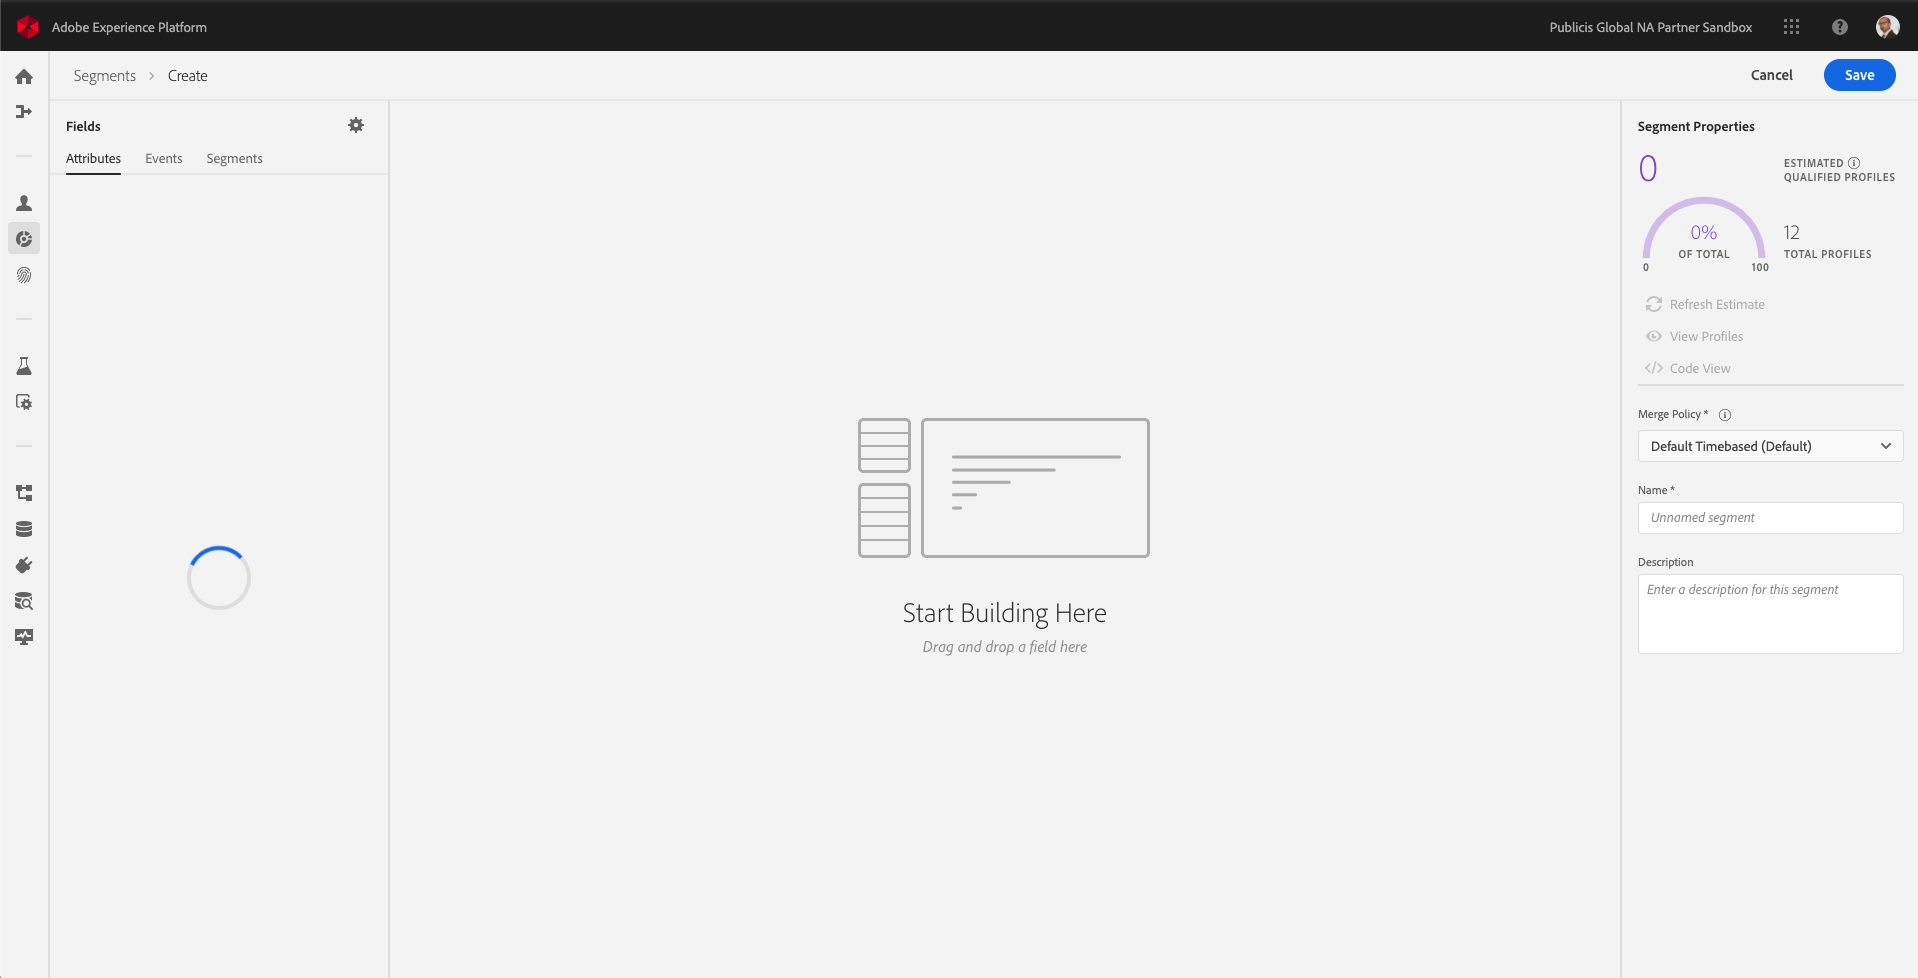 Adobe Experience Platform
Publicis Global NA Partner Sandbox
Segments > Create
Cancel
Save
Fields
Attributes
Events
Segments
Start Building Here
Drag and drop a field here
Segment Properties
0
ESTIMATED
QUALIFIED PROFILES
0%
OF TOTAL
0
100
12
TOTAL PROFILES
Refresh Estimate
View Profiles
</> Code View
Merge Policy *
Default Timebased (Default)
Name *
Unnamed segment
Description
Enter a description for this segment